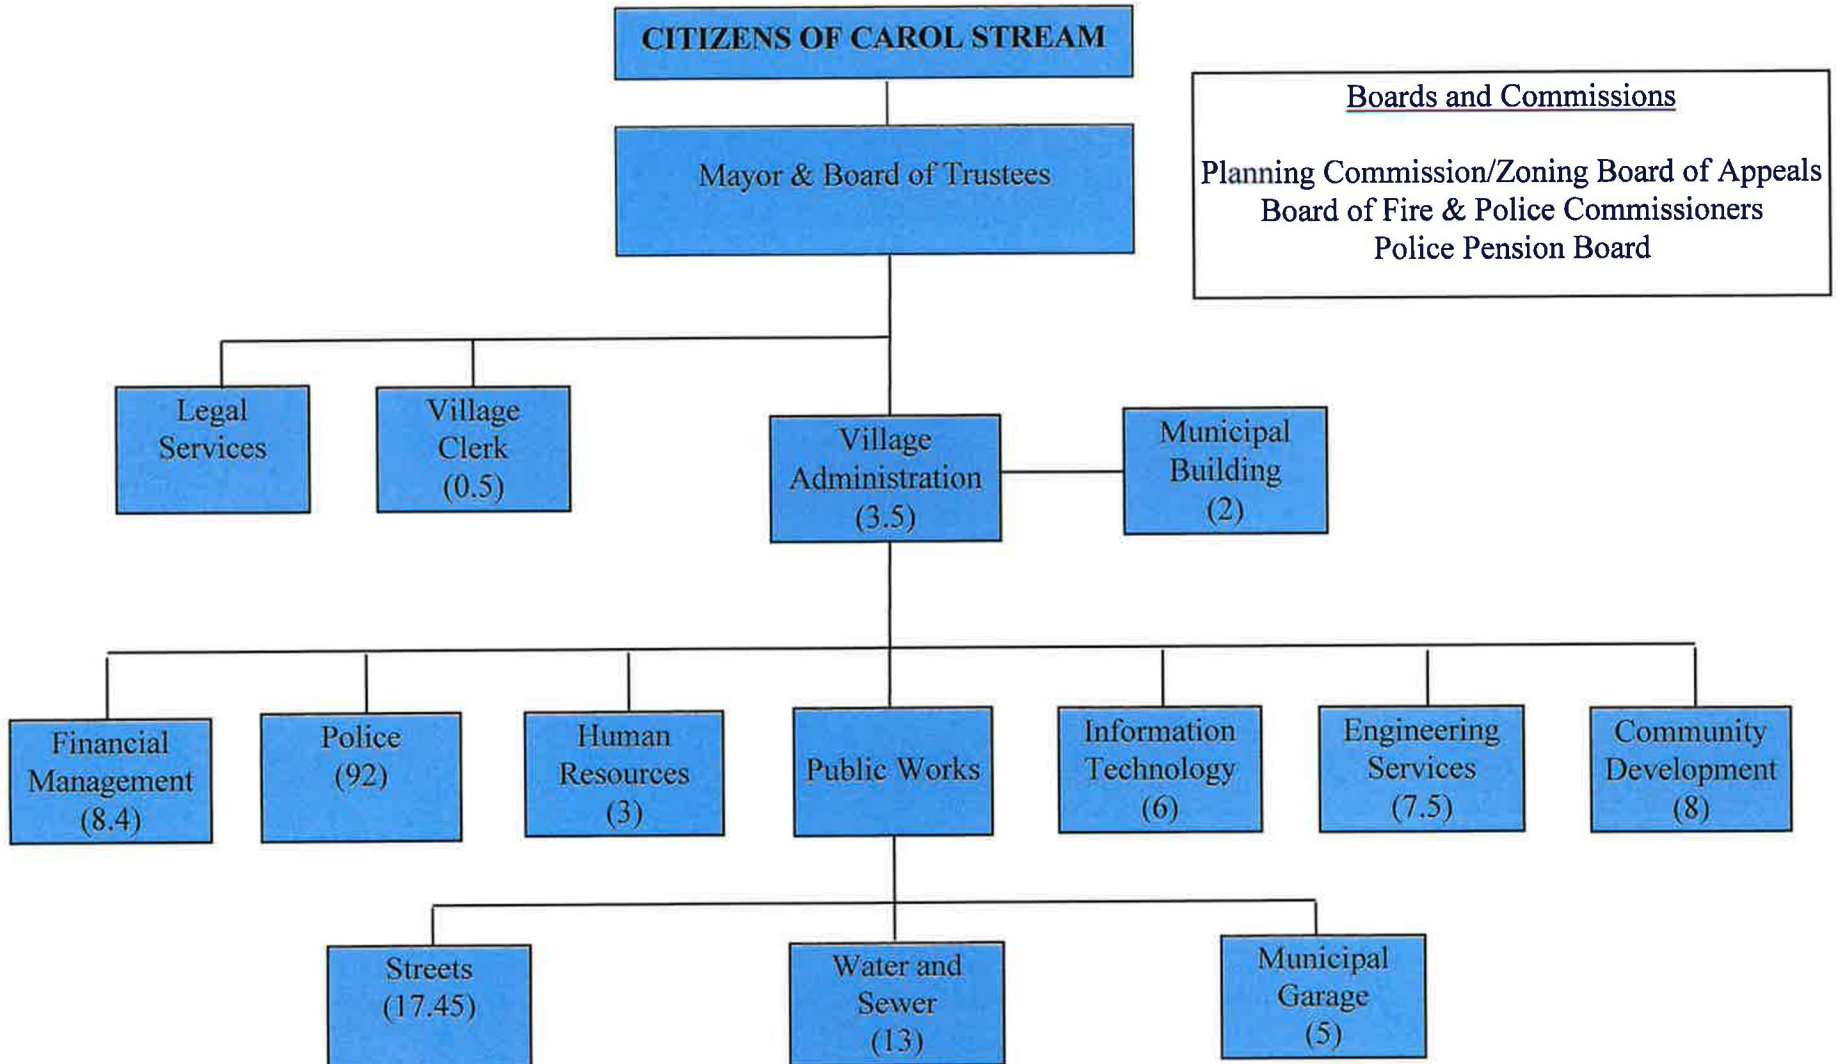 CITIZENS OF CAROL STREAM
Mayor & Board of Trustees
Boards and Commissions
Planning Commission/Zoning Board of Appeals
Board of Fire & Police Commissioners
Police Pension Board
Legal
Services
Village
Clerk
(0.5)
Village
Administration
(3.5)
Municipal
Building
(2)
Financial
Management
(8.4)
Police
(92)
Human
Resources
(3)
Public Works
Information
Technology
(6)
Engineering
Services
(7.5)
Community
Development
(8)
Streets
(17.45)
Water and
Sewer
(13)
Municipal
Garage
(5)